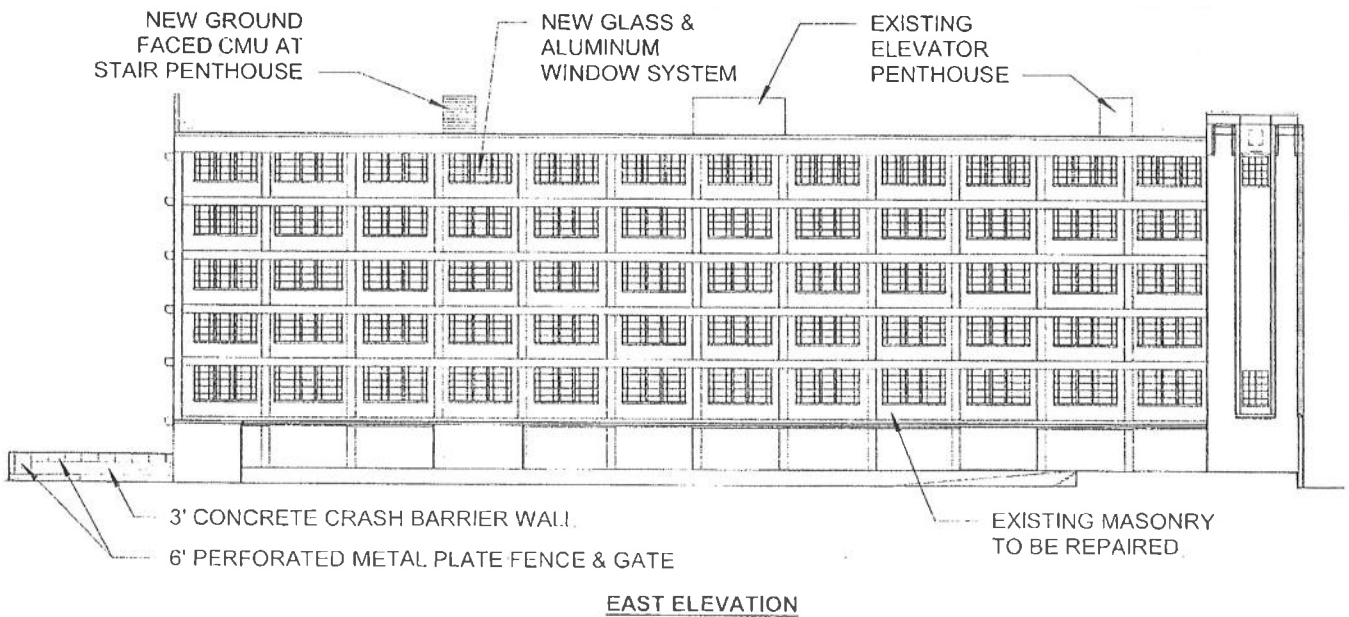 NEW GROUND
FACED CMU AT
STAIR PENTHOUSE
NEW GLASS &
ALUMINUM
WINDOW SYSTEM
EXISTING
ELEVATOR
PENTHOUSE
3' CONCRETE CRASH BARRIER WALL
6' PERFORATED METAL PLATE FENCE & GATE
EXISTING MASONRY
TO BE REPAIRED
EAST ELEVATION